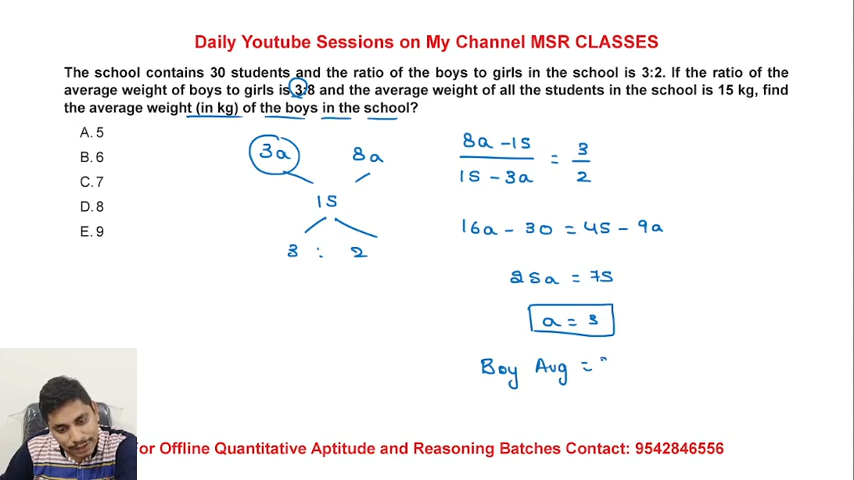 Daily Youtube Sessions on My Channel MSR CLASSES
The school contains 30 students and the ratio of the boys to girls in the school is 3:2. If the ratio of the
average weight of boys to girls is 3:8 and the average weight of all the students in the school is 15 kg, find
the average weight (in kg) of the boys in the school?
A. 5
B. 6
C. 7
D. 8
E. 9
3a 8a
15
3 : 2
8a - 15 / 15 - 3a = 3 / 2
16a - 30 = 45 - 9a
25a = 75
a = 3
Boy Avg =
or Offline Quantitative Aptitude and Reasoning Batches Contact: 9542846556